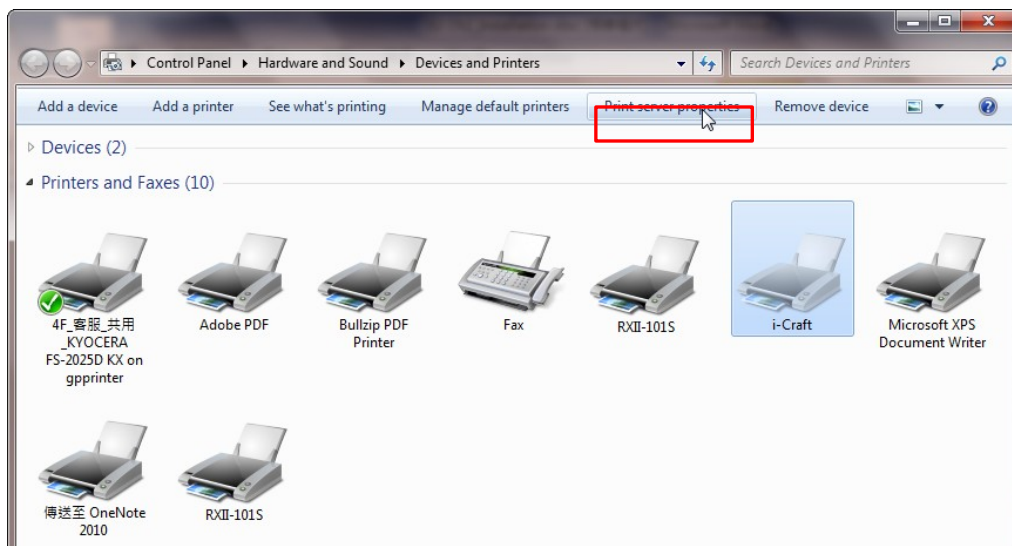 Control Panel ▸ Hardware and Sound ▸ Devices and Printers Search Devices and Printers
Add a device Add a printer See what's printing Manage default printers Print server properties Remove device
Devices (2)
Printers and Faxes (10)
4F_客服_共用
_KYOCERA
FS-2025D KX on
gpprinter
Adobe PDF
Bullzip PDF
Printer
Fax
RXII-101S
i-Craft
Microsoft XPS
Document Writer
傳送至 OneNote
2010
RXII-101S